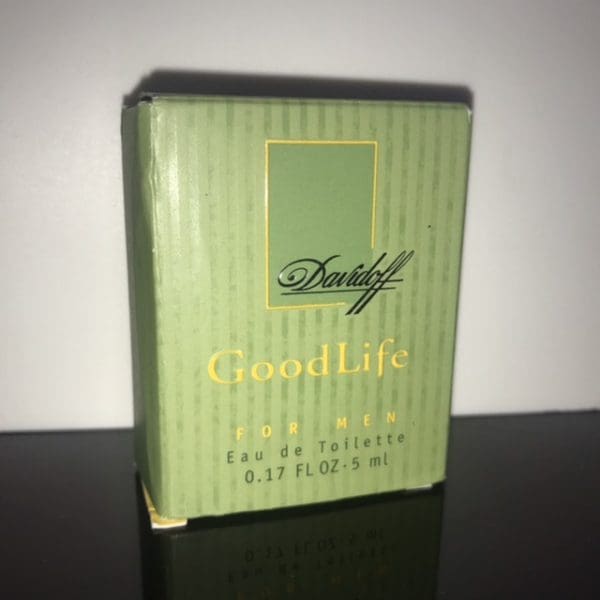 Davidoff
GoodLife
FOR MEN
Eau de Toilette
0.17 FL OZ·5 ml